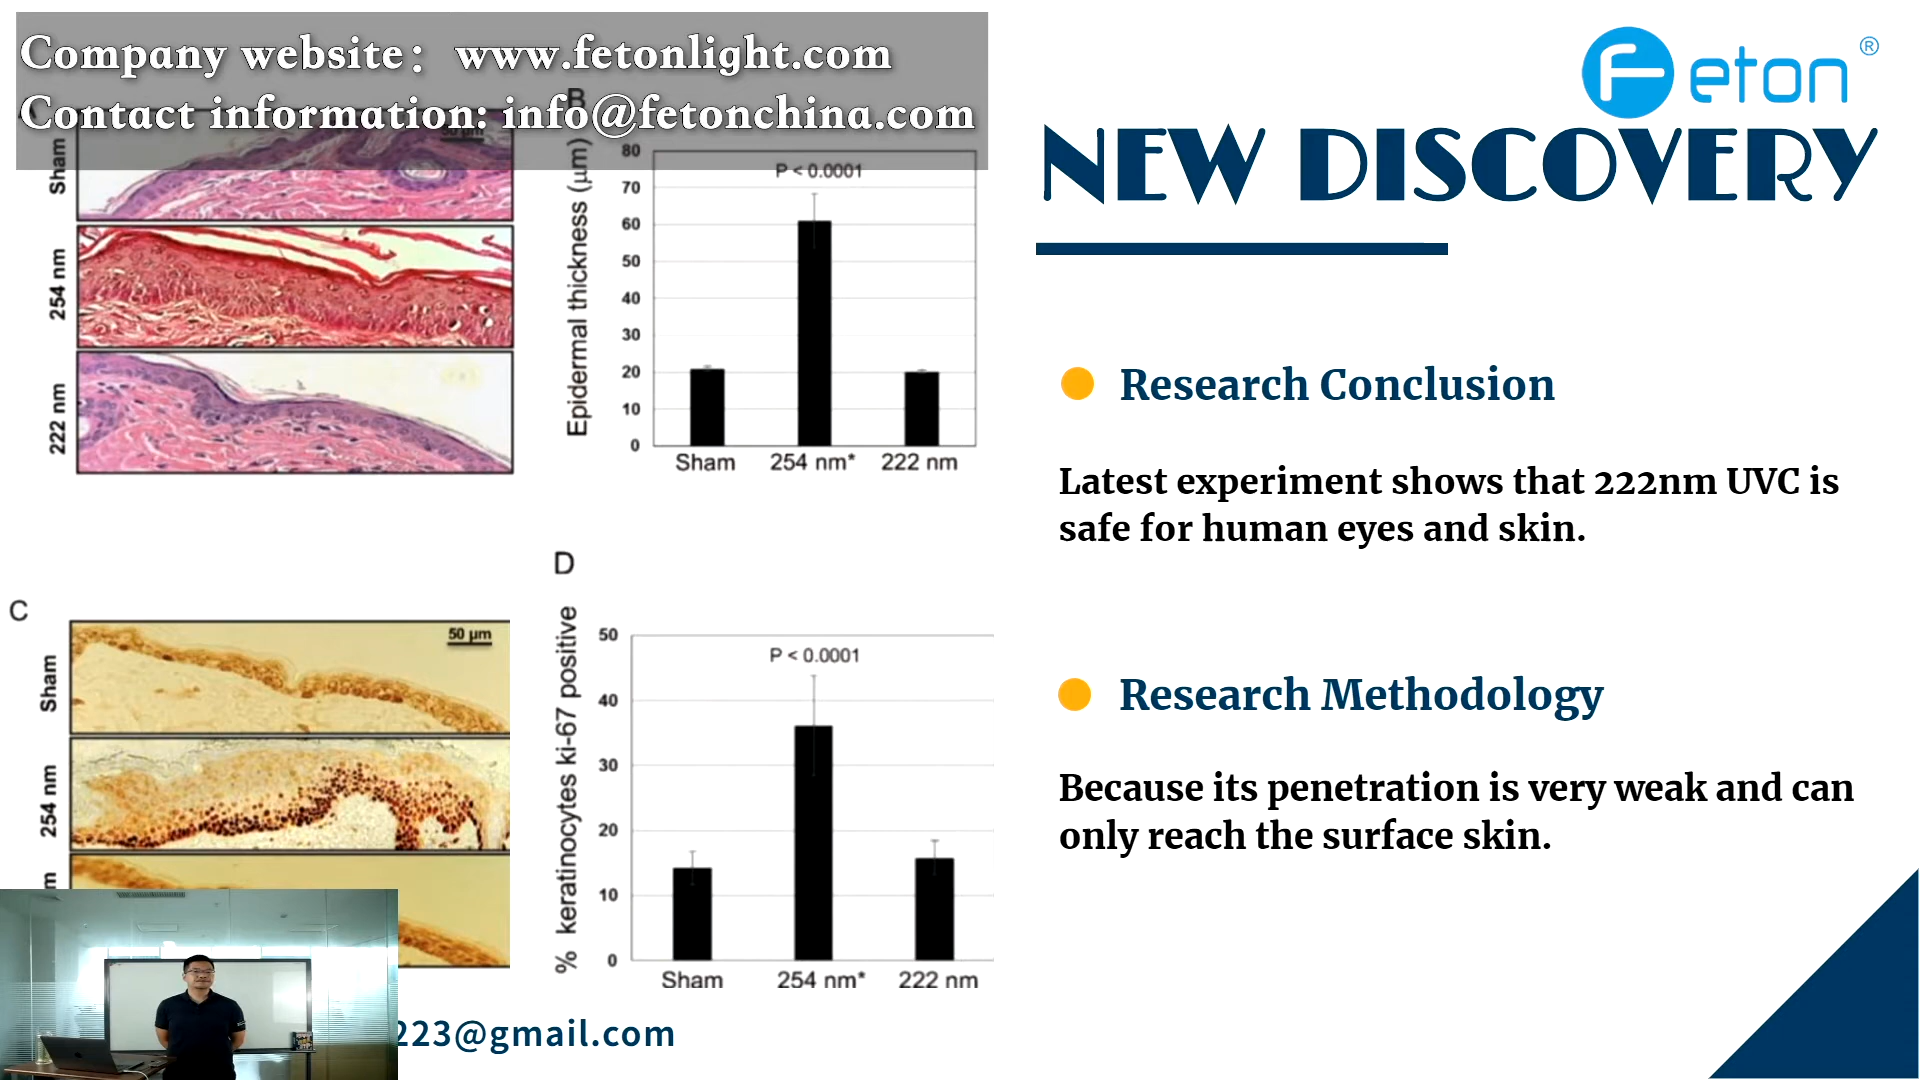 Company website：www.fetonlight.com
Contact information: info@fetonchina.com
Feton®
NEW DISCOVERY
B
Sham
254 nm
222 nm
50 µm
Epidermal thickness (µm)
80
70
60
50
40
30
20
10
0
P < 0.0001
Sham
254 nm*
222 nm
Research Conclusion
Latest experiment shows that 222nm UVC is
safe for human eyes and skin.
Research Methodology
Because its penetration is very weak and can
only reach the surface skin.
C
Sham
254 nm
50 µm
D
% keratinocytes ki-67 positive
50
40
30
20
10
0
P < 0.0001
Sham
254 nm*
222 nm
223@gmail.com